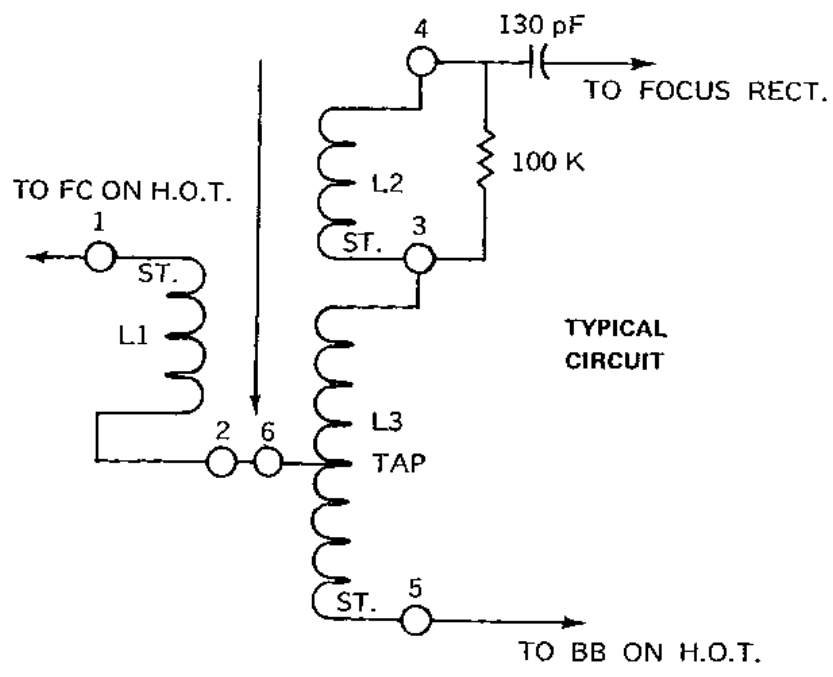 4
130 pF
TO FOCUS RECT.
100 K
L2
TO FC ON H.O.T.
1
ST.
3
ST.
L1
TYPICAL
CIRCUIT
L3
2 6
TAP
ST.
5
TO BB ON H.O.T.